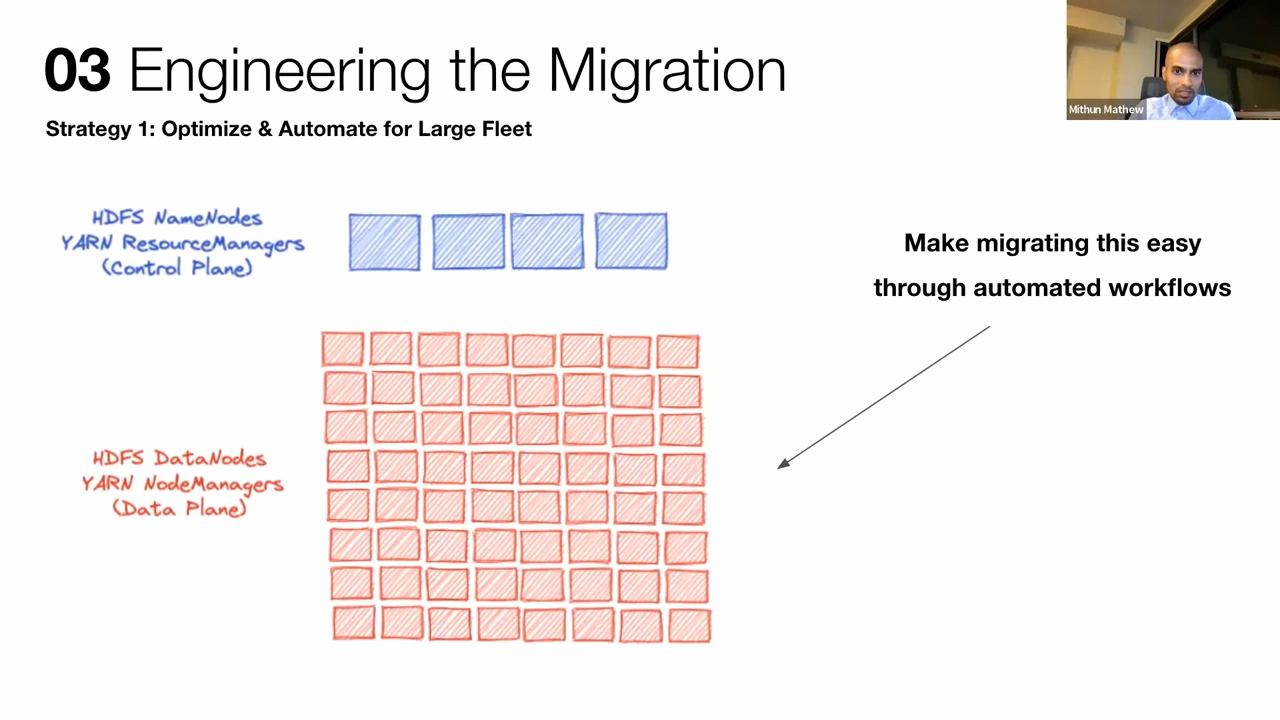 03 Engineering the Migration
Strategy 1: Optimize & Automate for Large Fleet
Mithun Mathew
HDFS NameNodes
YARN ResourceManagers
(Control Plane)
Make migrating this easy
through automated workflows
HDFS DataNodes
YARN NodeManagers
(Data Plane)